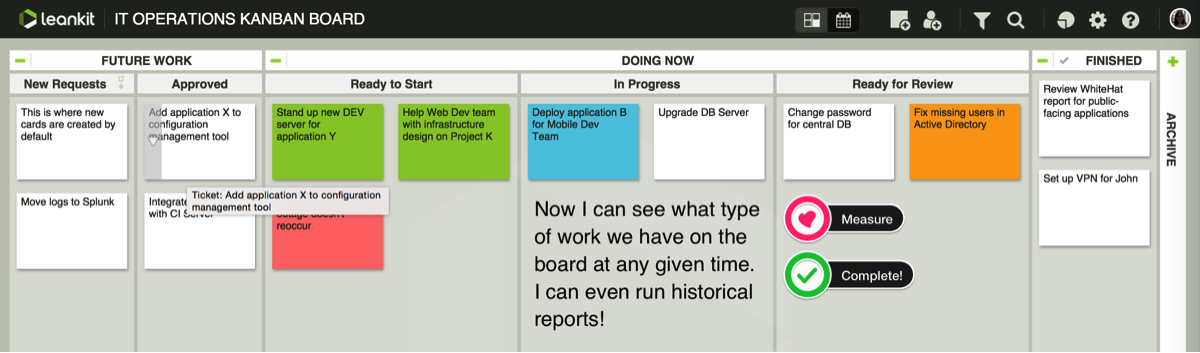 leankit
IT OPERATIONS KANBAN BOARD
FUTURE WORK
DOING NOW
FINISHED
New Requests
Approved
Ready to Start
In Progress
Ready for Review
ARCHIVE
This is where new
cards are created by
default
Move logs to Splunk
Add application X to
configuration
management tool
Integrate
with CI Server
Ticket: Add application X to configuration
management tool
Stand up new DEV
server for
application Y
outage doesn't
reoccur
Help Web Dev team
with infrastructure
design on Project K
Deploy application B
for Mobile Dev
Team
Upgrade DB Server
Now I can see what type
of work we have on the
board at any given time.
I can even run historical
reports!
Change password
for central DB
Fix missing users in
Active Directory
Measure
Complete!
Review WhiteHat
report for public-
facing applications
Set up VPN for John